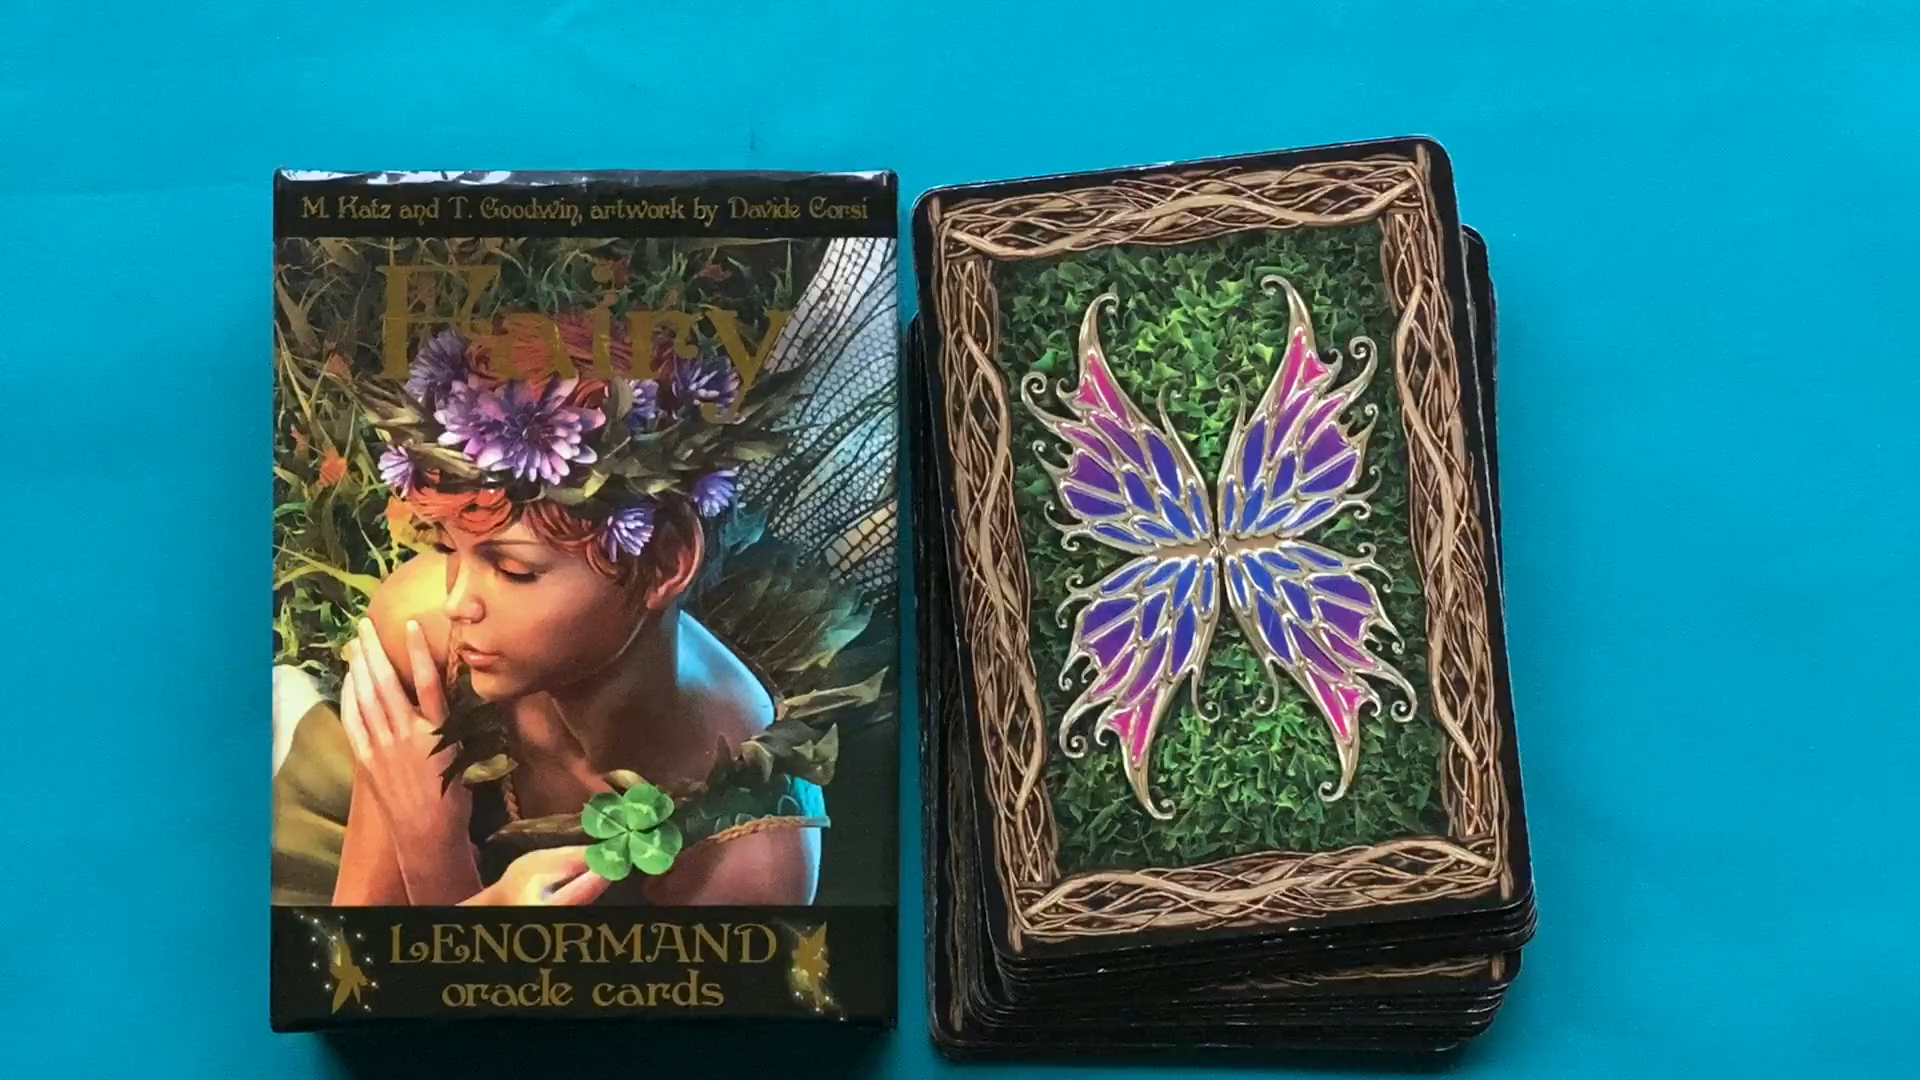 M. Katz and T. Goodwin, artwork by Davide Corsi
Fairy
LENORMAND
oracle cards